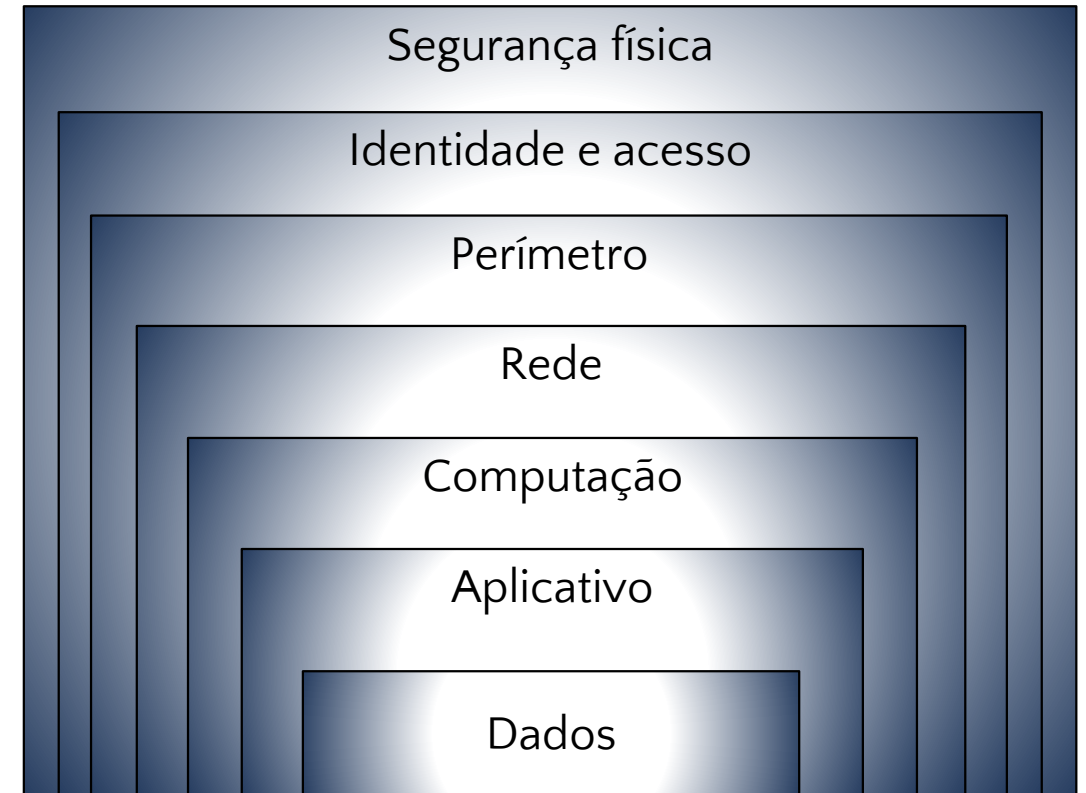 Segurança física
Identidade e acesso
Perímetro
Rede
Computação
Aplicativo
Dados